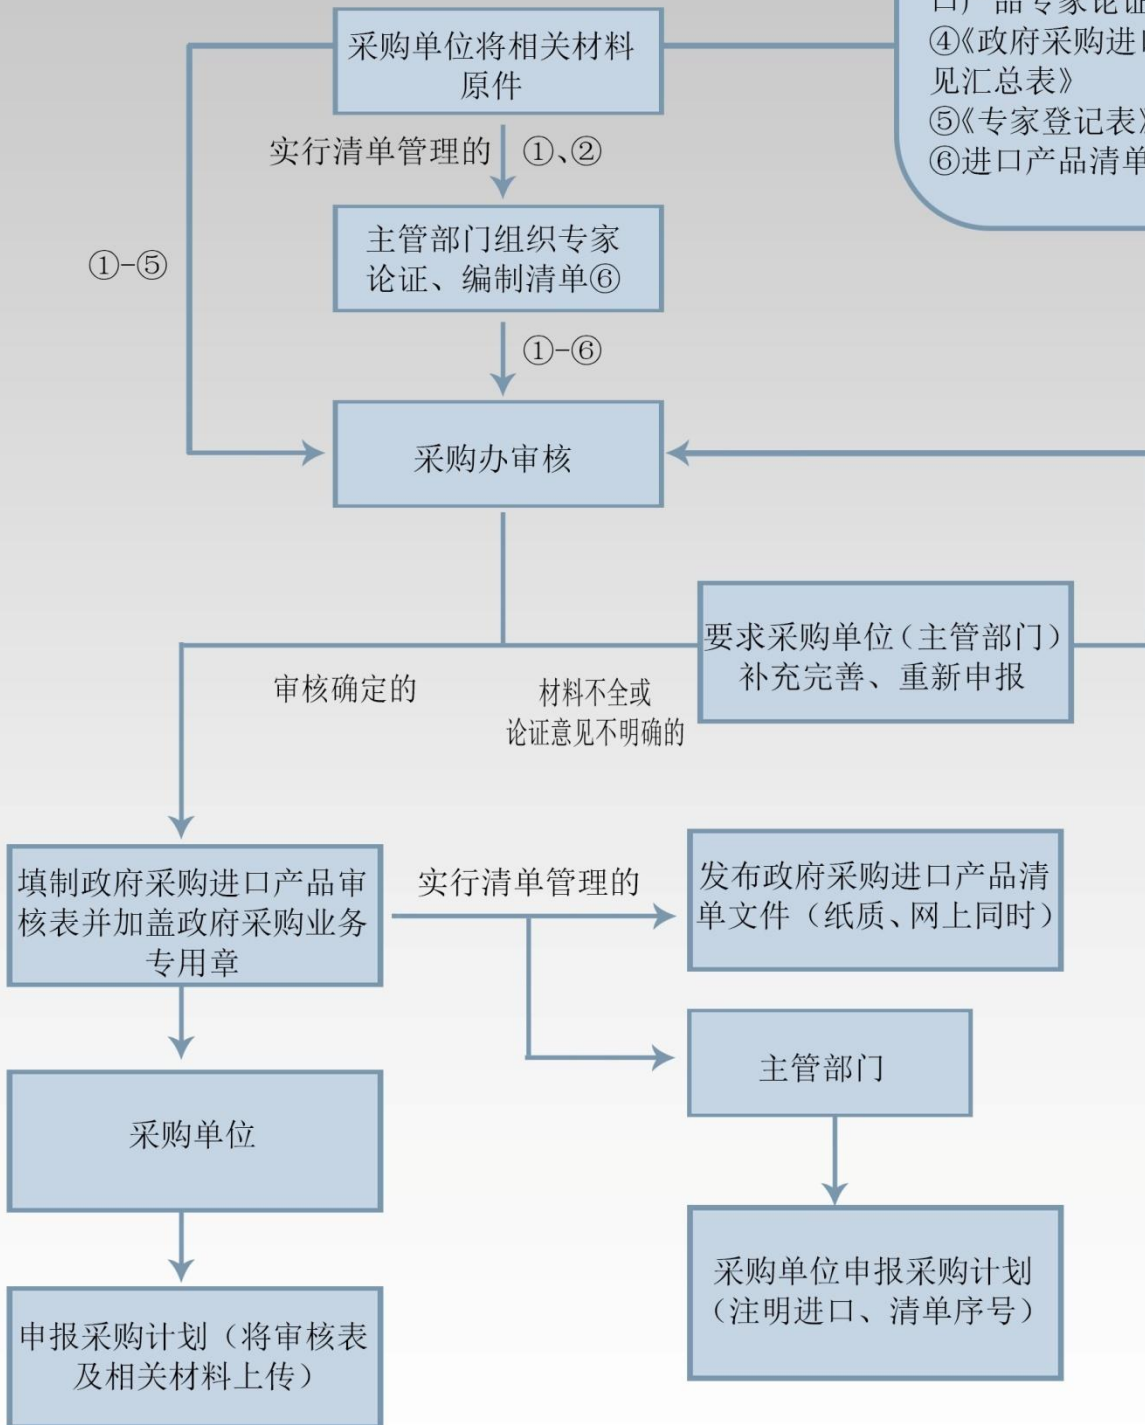 采购单位将相关材料
原件
口产品专家论证
④《政府采购进口
见汇总表》
⑤《专家登记表》
⑥进口产品清单
实行清单管理的
①、②
①-⑤
主管部门组织专家
论证、编制清单⑥
①-⑥
采购办审核
要求采购单位（主管部门）
补充完善、重新申报
审核确定的
材料不全或
论证意见不明确的
填制政府采购进口产品审
核表并加盖政府采购业务
专用章
实行清单管理的
发布政府采购进口产品清
单文件（纸质、网上同时）
主管部门
采购单位
采购单位申报采购计划
（注明进口、清单序号）
申报采购计划（将审核表
及相关材料上传）